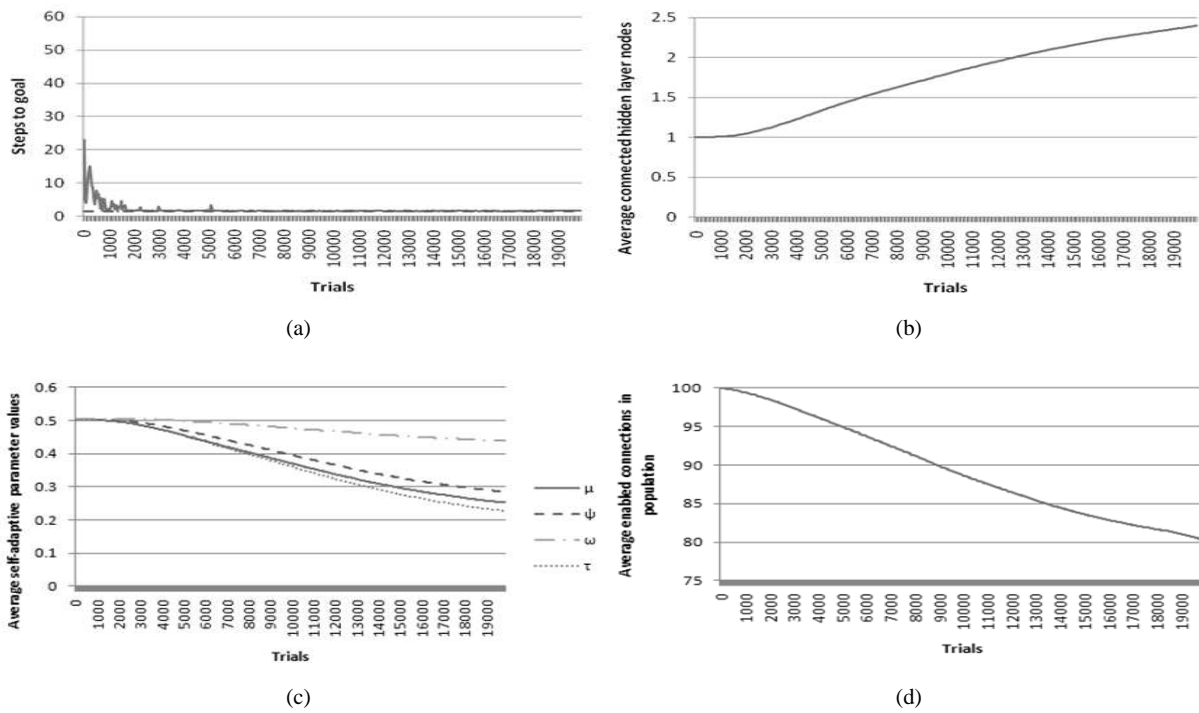 60
50
40
30
20
10
0
Steps to goal
0 1000 2000 3000 4000 5000 6000 7000 8000 9000 10000 11000 12000 13000 14000 15000 16000 17000 18000 19000
Trials
(a)
2.5
2
1.5
1
0.5
0
Average connected hidden layer nodes
0 1000 2000 3000 4000 5000 6000 7000 8000 9000 10000 11000 12000 13000 14000 15000 16000 17000 18000 19000
Trials
(b)
0.6
0.5
0.4
0.3
0.2
0.1
0
Average self-adaptive parameter values
0 1000 2000 3000 4000 5000 6000 7000 8000 9000 10000 11000 12000 13000 14000 15000 16000 17000 18000 19000
Trials
μ
ψ
ω
τ
(c)
100
95
90
85
80
75
Average enabled connections in
population
0 1000 2000 3000 4000 5000 6000 7000 8000 9000 10000 11000 12000 13000 14000 15000 16000 17000 18000 19000
Trials
(d)